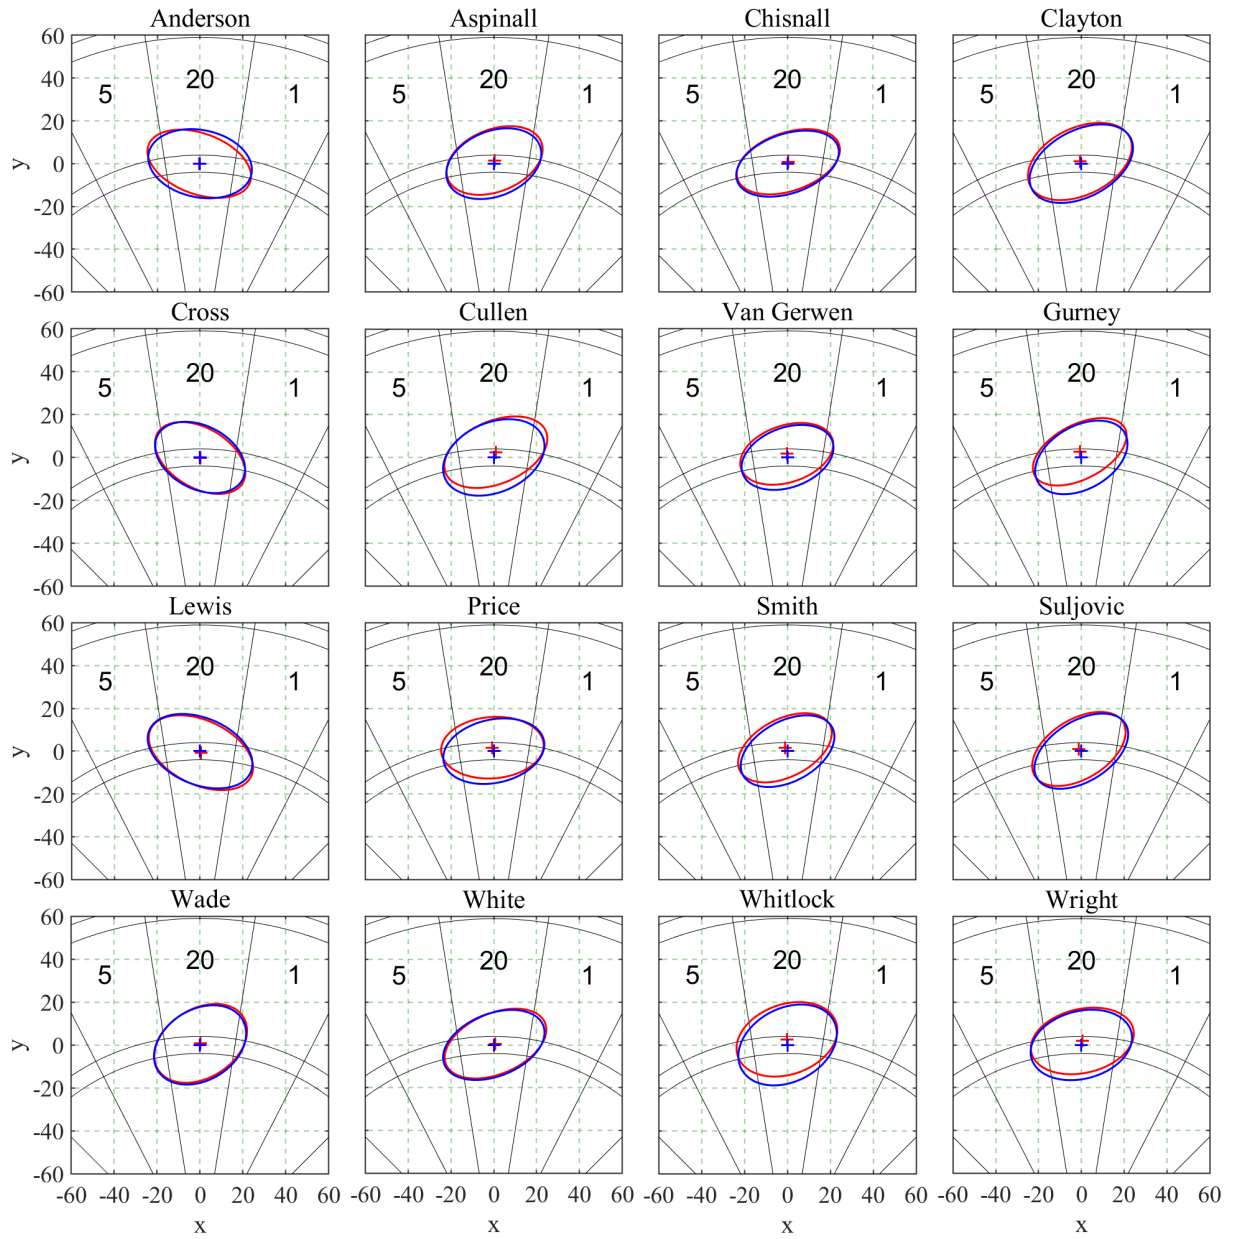 Anderson Aspinall Chisnall Clayton
60
40
20
0
-20
-40
-60
y
5 20 1 5 20 1 5 20 1 5 20 1
Cross Cullen Van Gerwen Gurney
60
40
20
0
-20
-40
-60
y
5 20 1 5 20 1 5 20 1 5 20 1
Lewis Price Smith Suljovic
60
40
20
0
-20
-40
-60
y
5 20 1 5 20 1 5 20 1 5 20 1
Wade White Whitlock Wright
60
40
20
0
-20
-40
-60
y
5 20 1 5 20 1 5 20 1 5 20 1
-60 -40 -20 0 20 40 60 -60 -40 -20 0 20 40 60 -60 -40 -20 0 20 40 60 -60 -40 -20 0 20 40 60
x x x x